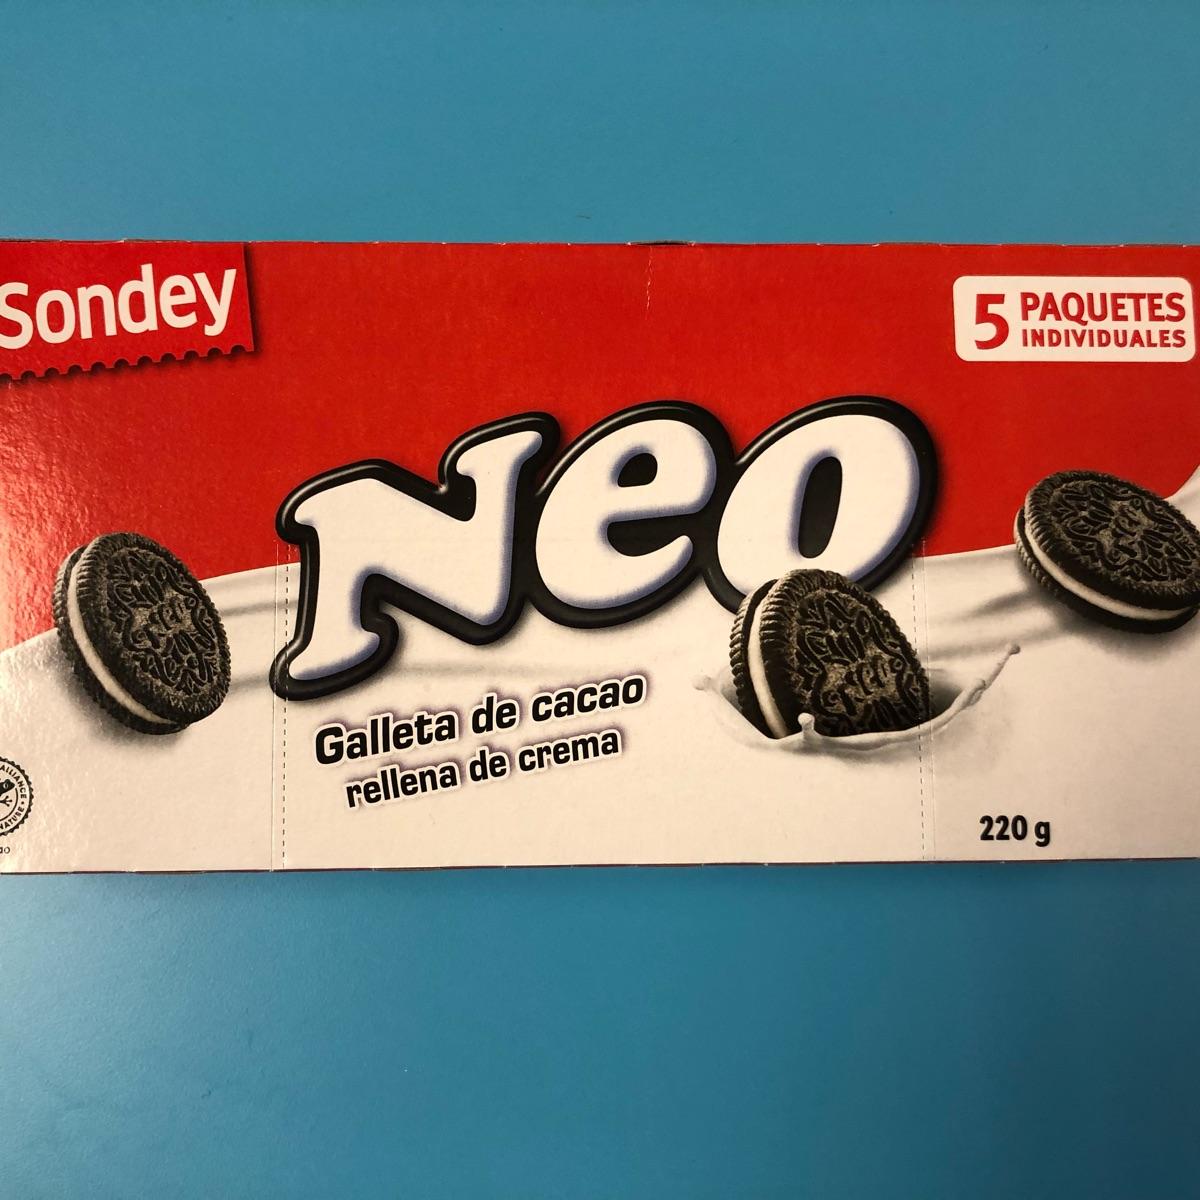 Sondey
5 PAQUETES
INDIVIDUALES
Neo
Galleta de cacao
rellena de crema
220 g